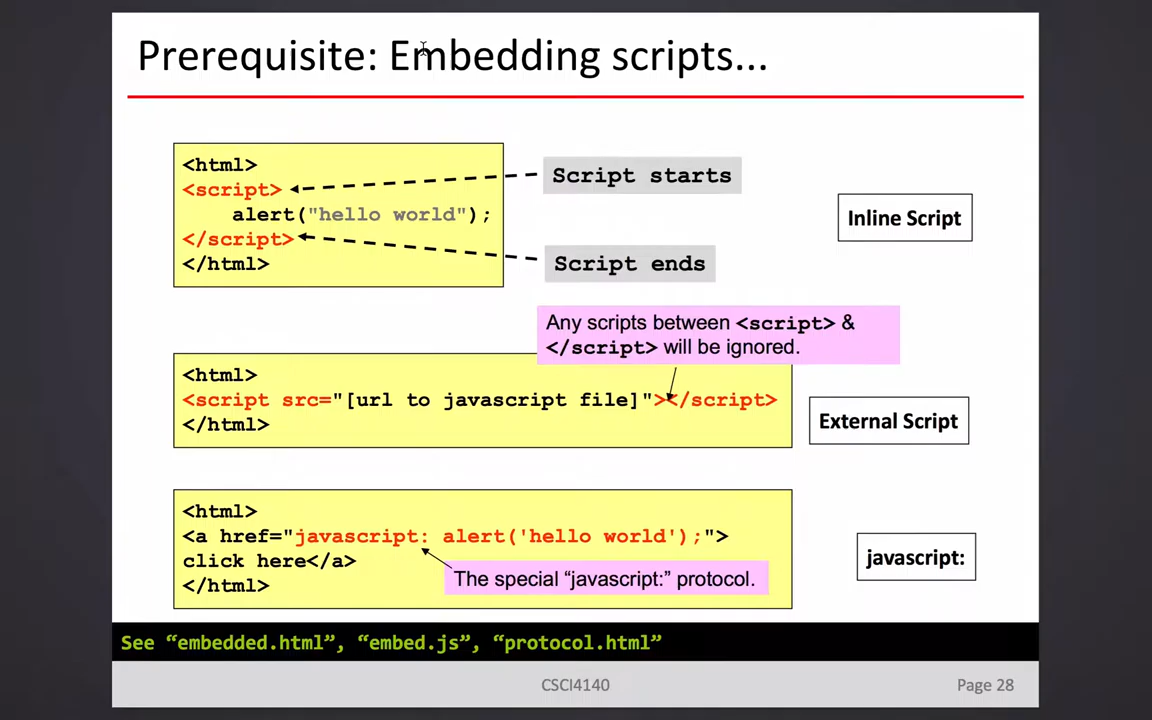 Prerequisite: Embedding scripts...
<html>
<script>
alert("hello world");
</script>
</html>
Script starts
Script ends
Inline Script
Any scripts between <script> &
</script> will be ignored.
<html>
<script src="[url to javascript file]"></script>
</html>
External Script
<html>
<a href="javascript: alert('hello world');">
click here</a>
</html>
The special “javascript:” protocol.
javascript:
See “embedded.html”, “embed.js”, “protocol.html”
CSCI4140
Page 28